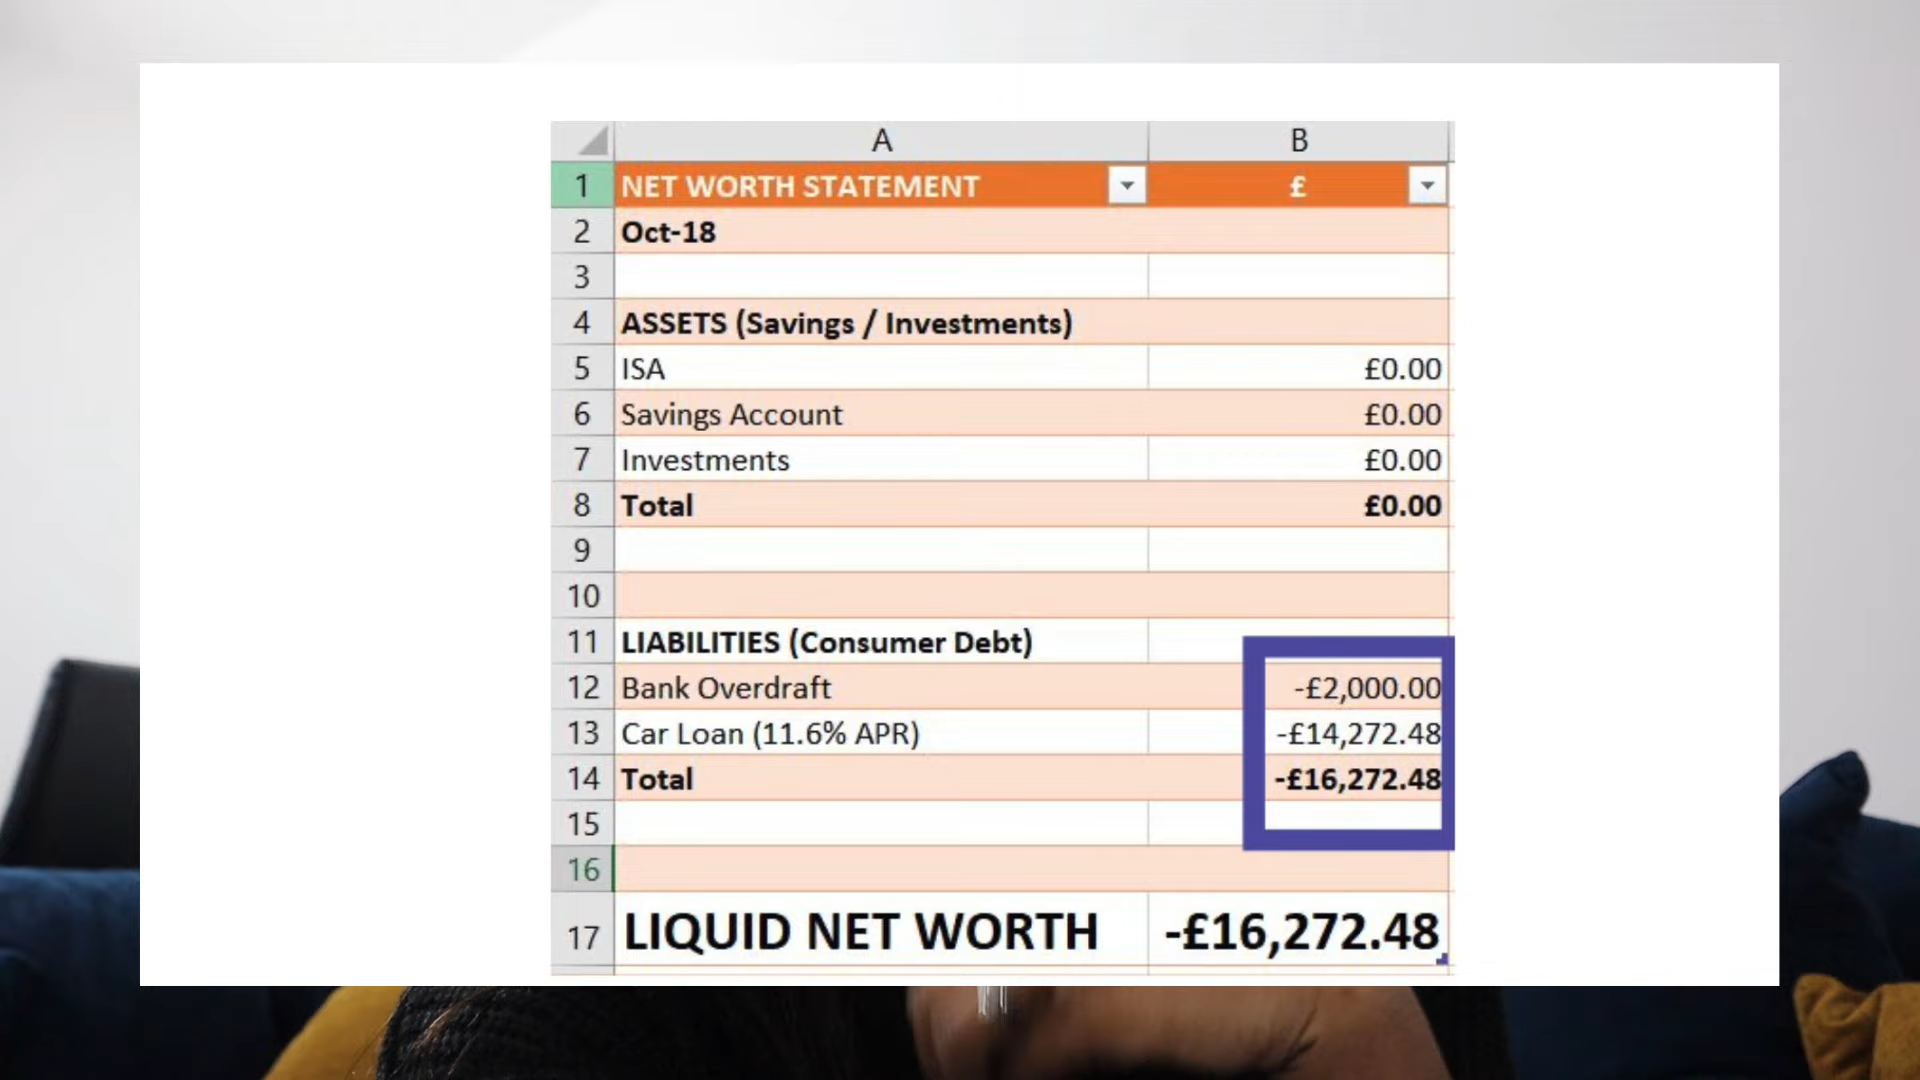 A B
1 NET WORTH STATEMENT £
2 Oct-18
3
4 ASSETS (Savings / Investments)
5 ISA £0.00
6 Savings Account £0.00
7 Investments £0.00
8 Total £0.00
9
10
11 LIABILITIES (Consumer Debt)
12 Bank Overdraft -£2,000.00
13 Car Loan (11.6% APR) -£14,272.48
14 Total -£16,272.48
15
16
17 LIQUID NET WORTH -£16,272.48